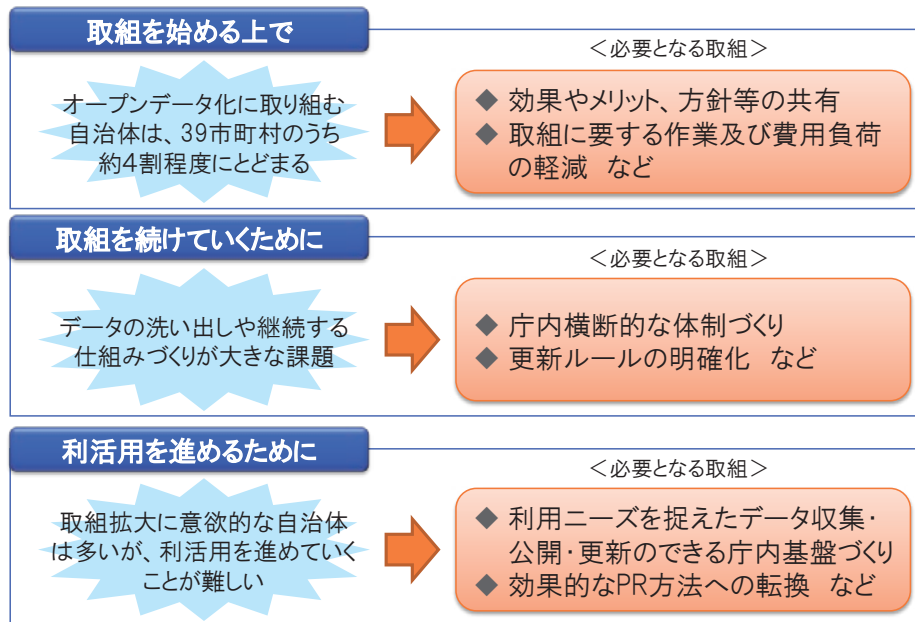 取組を始める上で
オープンデータ化に取り組む
自治体は、39市町村のうち
約4割程度にとどまる
＜必要となる取組＞
◆ 効果やメリット、方針等の共有
◆ 取組に要する作業及び費用負荷
の軽減　など
取組を続けていくために
データの洗い出しや継続する
仕組みづくりが大きな課題
＜必要となる取組＞
◆ 庁内横断的な体制づくり
◆ 更新ルールの明確化　など
利活用を進めるために
取組拡大に意欲的な自治体
は多いが、利活用を進めていく
ことが難しい
＜必要となる取組＞
◆ 利用ニーズを捉えたデータ収集・
公開・更新のできる庁内基盤づくり
◆ 効果的なPR方法への転換　など